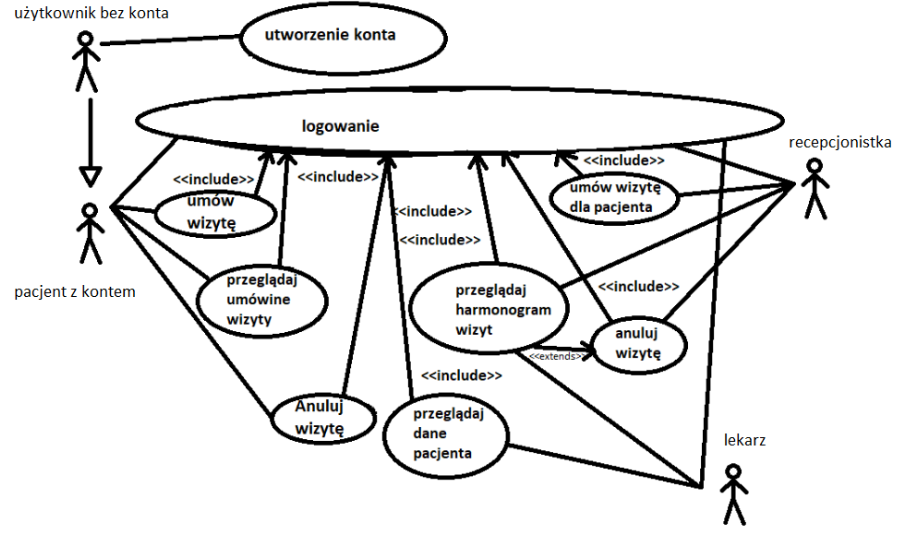 użytkownik bez konta
utworzenie konta
logowanie
recepcjonistka
<<include>>
<<include>>
<<include>>
umów
wizytę
umów wizytę
dla pacjenta
<<include>>
<<include>>
pacjent z kontem
przeglądaj
umówine
wizyty
przeglądaj
harmonogram
wizyt
<<include>>
anuluj
wizytę
<<extends>>
<<include>>
Anuluj
wizytę
przeglądaj
dane
pacjenta
lekarz